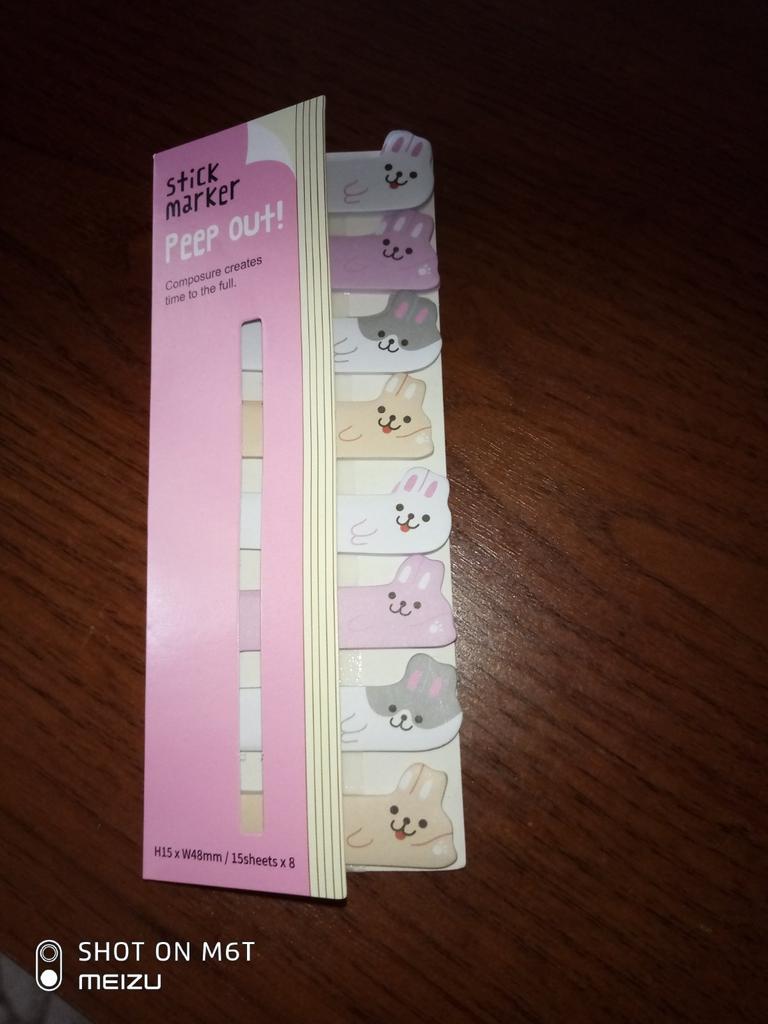 stick
marker
Peep out!
Composure creates
time to the full.
H15 x W48mm / 15sheets x 8
SHOT ON M6T
MEIZU